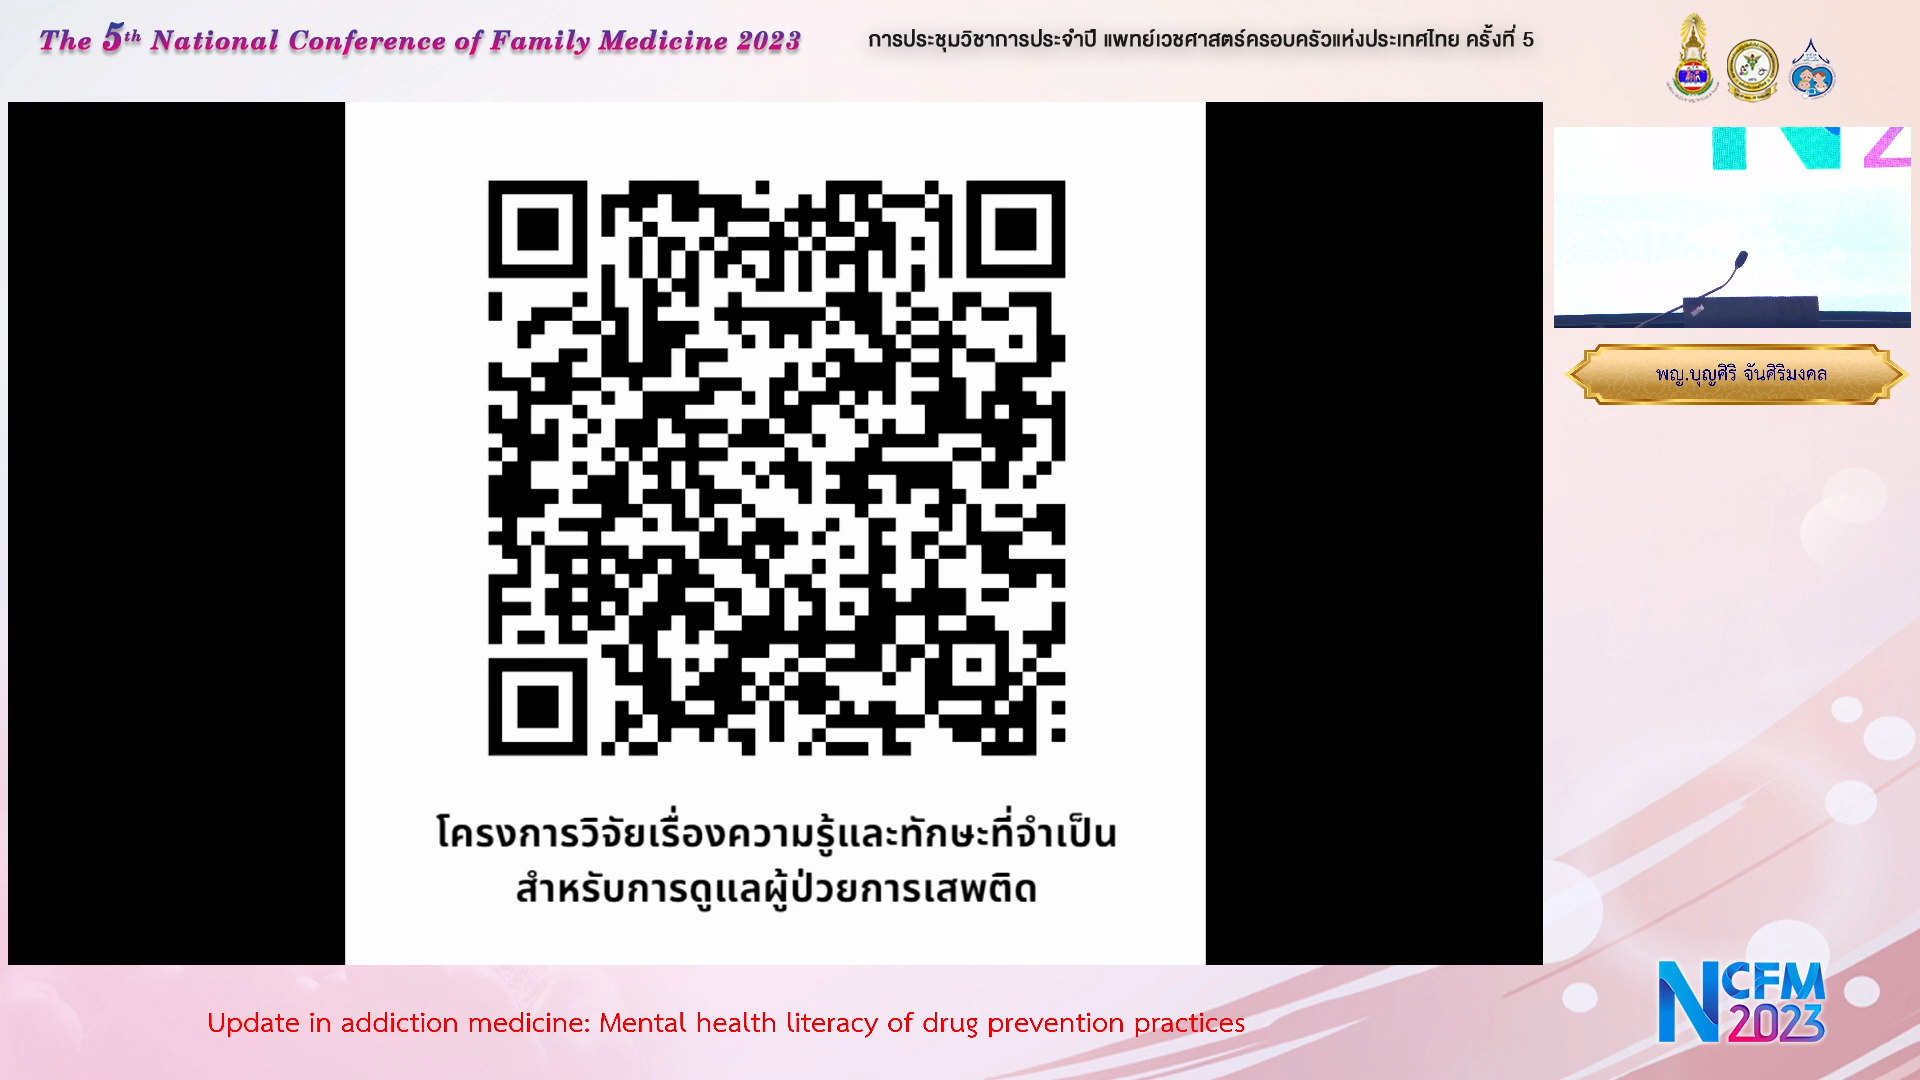 The 5th National Conference of Family Medicine 2023
การประชุมวิชาการประจำปี แพทย์เวชศาสตร์ครอบครัวแห่งประเทศไทย ครั้งที่ 5
พญ.บุญศิริ จันศิริมงคล
โครงการวิจัยเรื่องความรู้และทักษะที่จำเป็น
สำหรับการดูแลผู้ป่วยการเสพติด
Update in addiction medicine: Mental health literacy of drug prevention practices
NCFM
2023